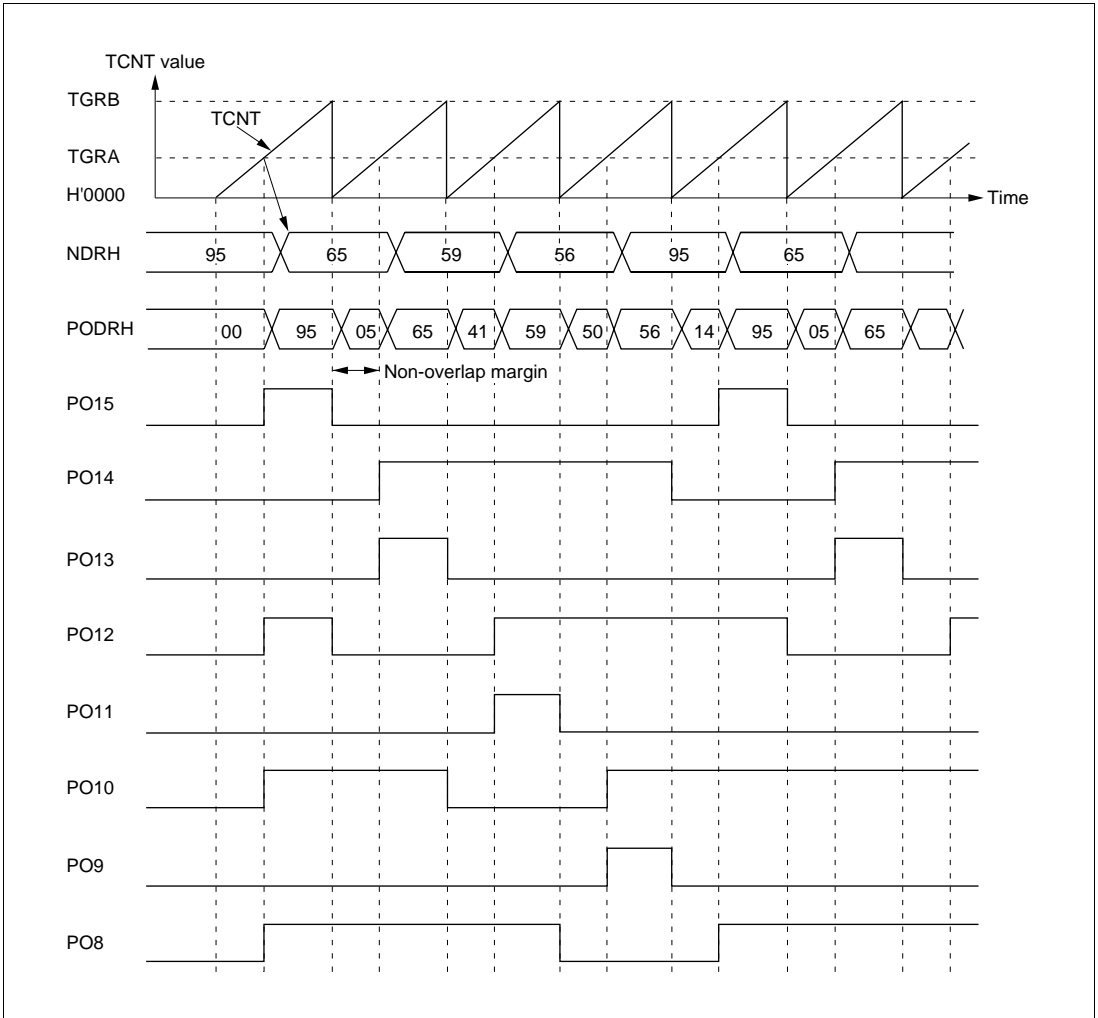 TCNT value
TGRB
TCNT
TGRA
H'0000
Time
NDRH 95 65 59 56 95 65
PODRH 00 95 05 65 41 59 50 56 14 95 05 65
Non-overlap margin
PO15
PO14
PO13
PO12
PO11
PO10
PO9
PO8